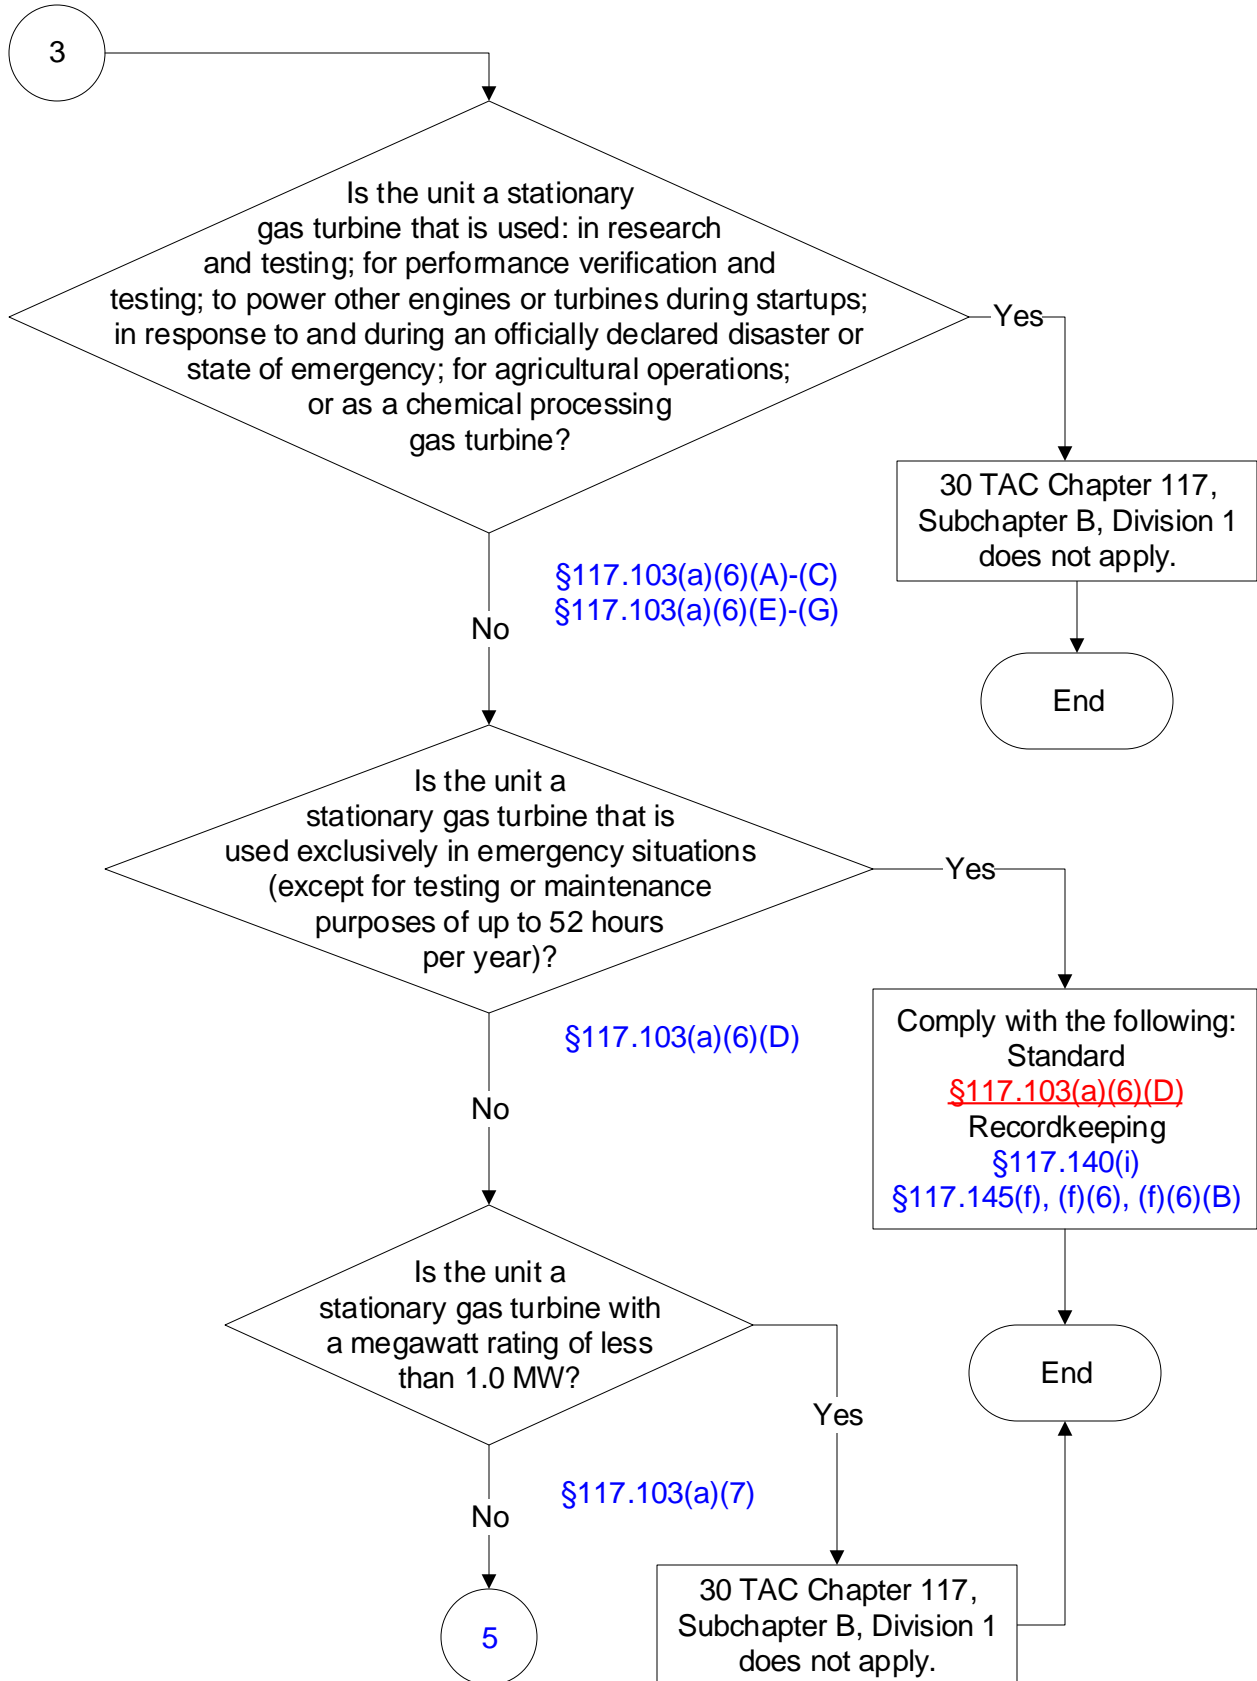 3
Is the unit a stationary
gas turbine that is used: in research
and testing; for performance verification and
testing; to power other engines or turbines during startups;
in response to and during an officially declared disaster or
state of emergency; for agricultural operations;
or as a chemical processing
gas turbine?
Yes
30 TAC Chapter 117,
Subchapter B, Division 1
does not apply.
§117.103(a)(6)(A)-(C)
§117.103(a)(6)(E)-(G)
No
End
Is the unit a
stationary gas turbine that is
used exclusively in emergency situations
(except for testing or maintenance
purposes of up to 52 hours
per year)?
Yes
§117.103(a)(6)(D)
No
Comply with the following:
Standard
§117.103(a)(6)(D)
Recordkeeping
§117.140(i)
§117.145(f), (f)(6), (f)(6)(B)
Is the unit a
stationary gas turbine with
a megawatt rating of less
than 1.0 MW?
End
Yes
§117.103(a)(7)
No
5
30 TAC Chapter 117,
Subchapter B, Division 1
does not apply.